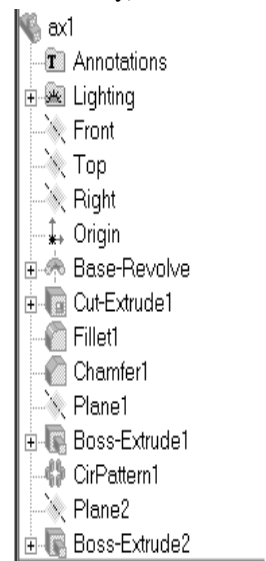 ax1
Annotations
Lighting
Front
Top
Right
Origin
Base-Revolve
Cut-Extrude1
Fillet1
Chamfer1
Plane1
Boss-Extrude1
CirPattern1
Plane2
Boss-Extrude2